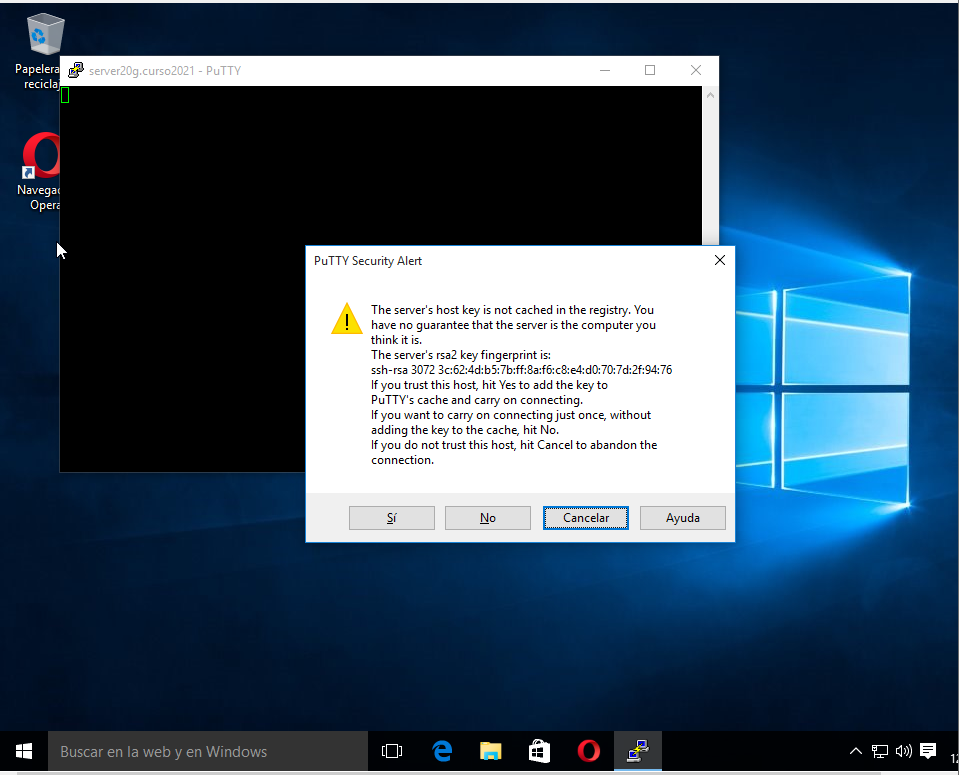 Papelera
recicla
server20g.curso2021 - PuTTY
Navegad
Opera
PuTTY Security Alert
The server's host key is not cached in the registry. You
have no guarantee that the server is the computer you
think it is.
The server's rsa2 key fingerprint is:
ssh-rsa 3072 3c:62:4d:b5:7b:ff:8a:f6:c8:e4:d0:70:7d:2f:94:76
If you trust this host, hit Yes to add the key to
PuTTY's cache and carry on connecting.
If you want to carry on connecting just once, without
adding the key to the cache, hit No.
If you do not trust this host, hit Cancel to abandon the
connection.
Sí No Cancelar Ayuda
Buscar en la web y en Windows